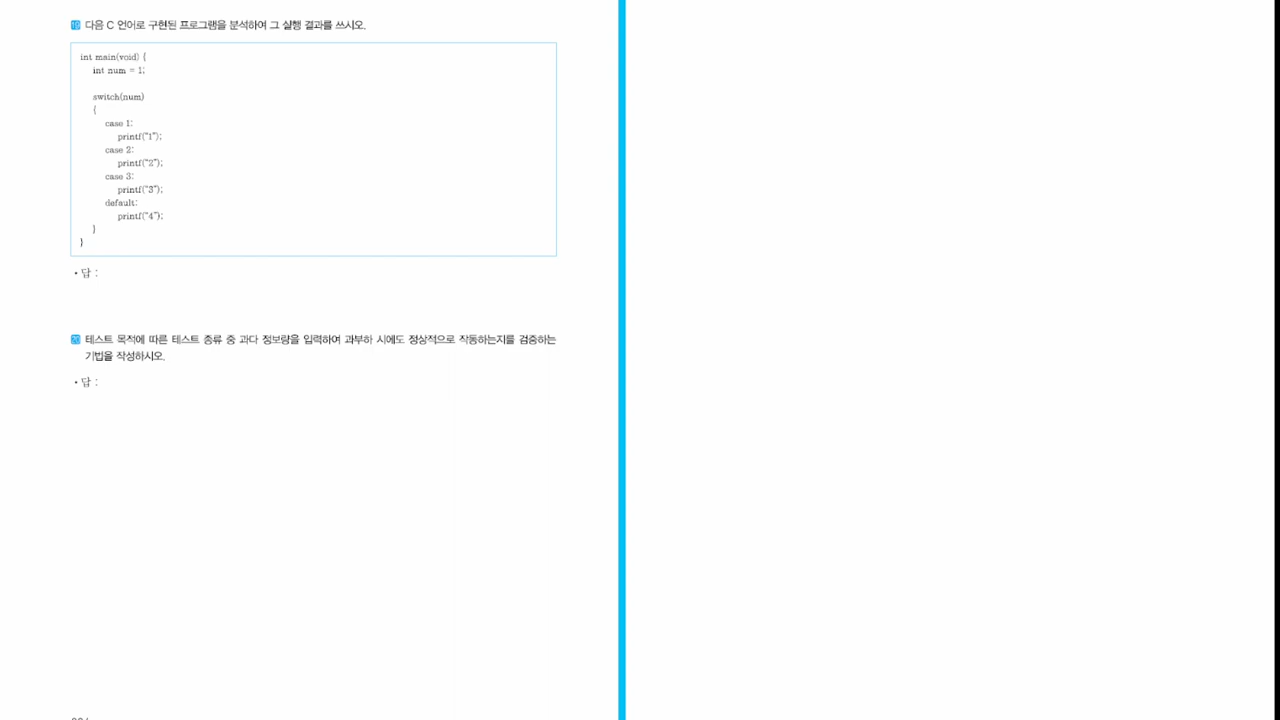 19 다음 C 언어로 구현된 프로그램을 분석하여 그 실행 결과를 쓰시오.
int main(void) {
int num = 1;
switch(num)
{
case 1:
printf("1");
case 2:
printf("2");
case 3:
printf("3");
default:
printf("4");
}
}
• 답 :
20 테스트 목적에 따른 테스트 종류 중 과다 정보량을 입력하여 과부하 시에도 정상적으로 작동하는지를 검증하는
기법을 작성하시오.
• 답 :